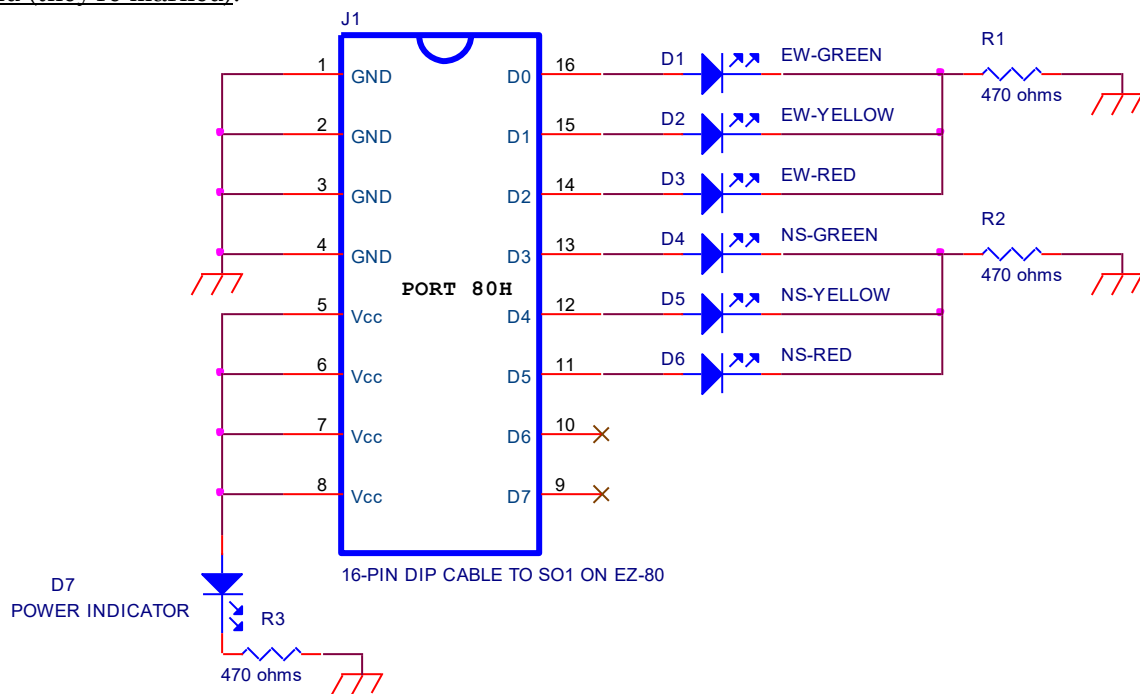 J1
1 GND D0 16 D1 EW-GREEN R1
470 ohms
2 GND D1 15 D2 EW-YELLOW
3 GND D2 14 D3 EW-RED
4 GND D3 13 D4 NS-GREEN R2
470 ohms
PORT 80H
5 Vcc D4 12 D5 NS-YELLOW
6 Vcc D5 11 D6 NS-RED
7 Vcc D6 10
8 Vcc D7 9
16-PIN DIP CABLE TO SO1 ON EZ-80
D7
POWER INDICATOR
R3
470 ohms